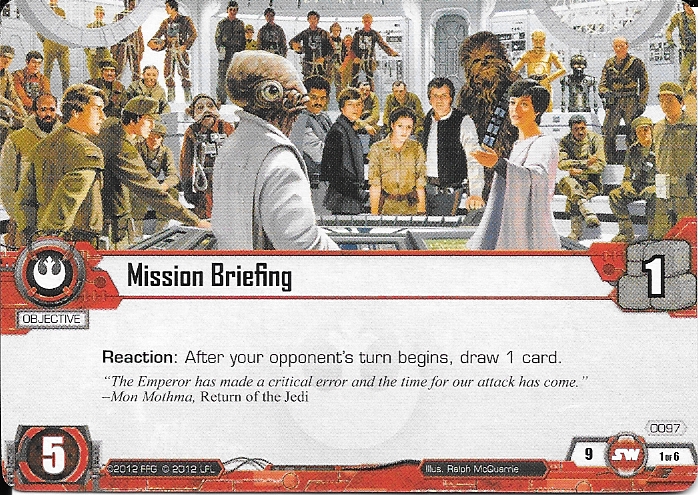 Mission Briefing
1
OBJECTIVE
Reaction: After your opponent's turn begins, draw 1 card.
"The Emperor has made a critical error and the time for our attack has come."
–Mon Mothma, Return of the Jedi
0097
5
©2012 FFG © 2012 LFL
Illus. Ralph McQuarrie
9
SW
1 OF 6